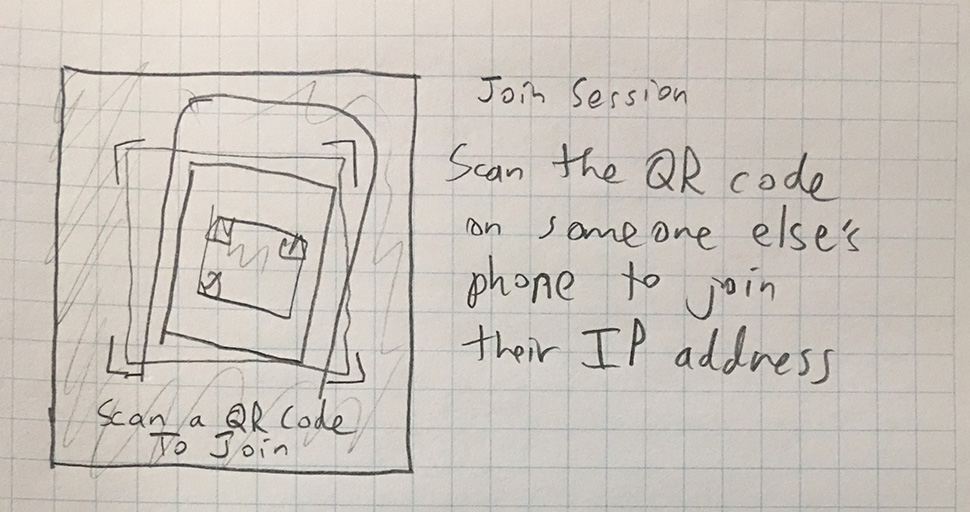 Join Session
Scan the QR code
on someone else's
phone to join
their IP address
Scan a QR Code
To Join